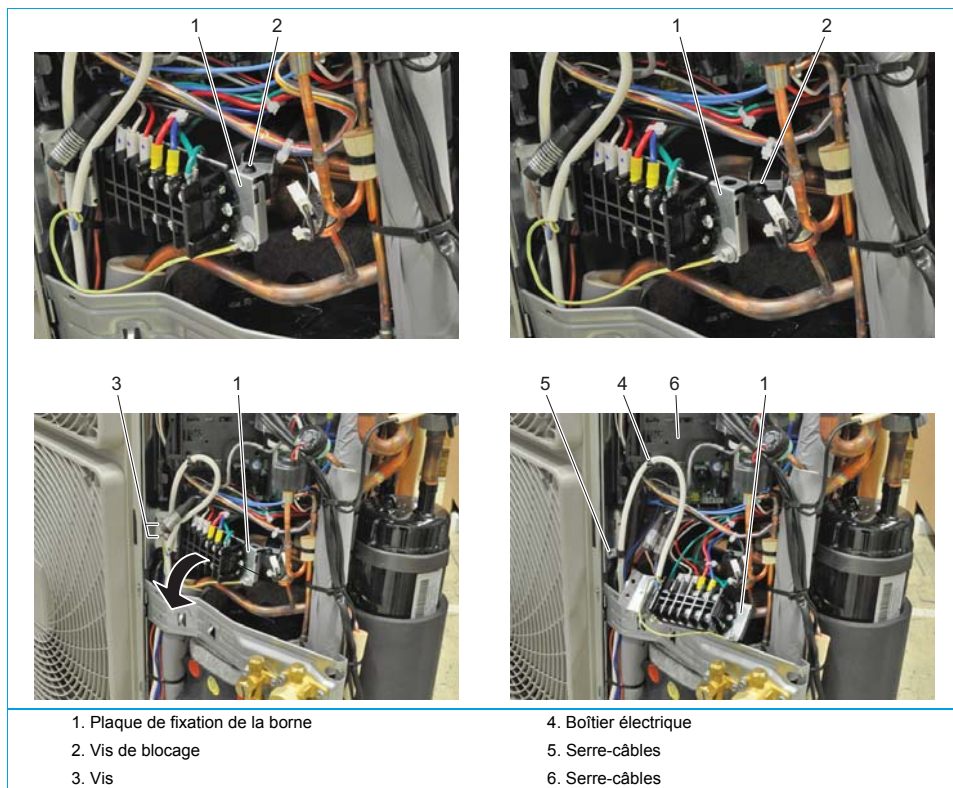 1 2 1 2
3 1 5 4 6 1
1. Plaque de fixation de la borne
2. Vis de blocage
3. Vis
4. Boîtier électrique
5. Serre-câbles
6. Serre-câbles